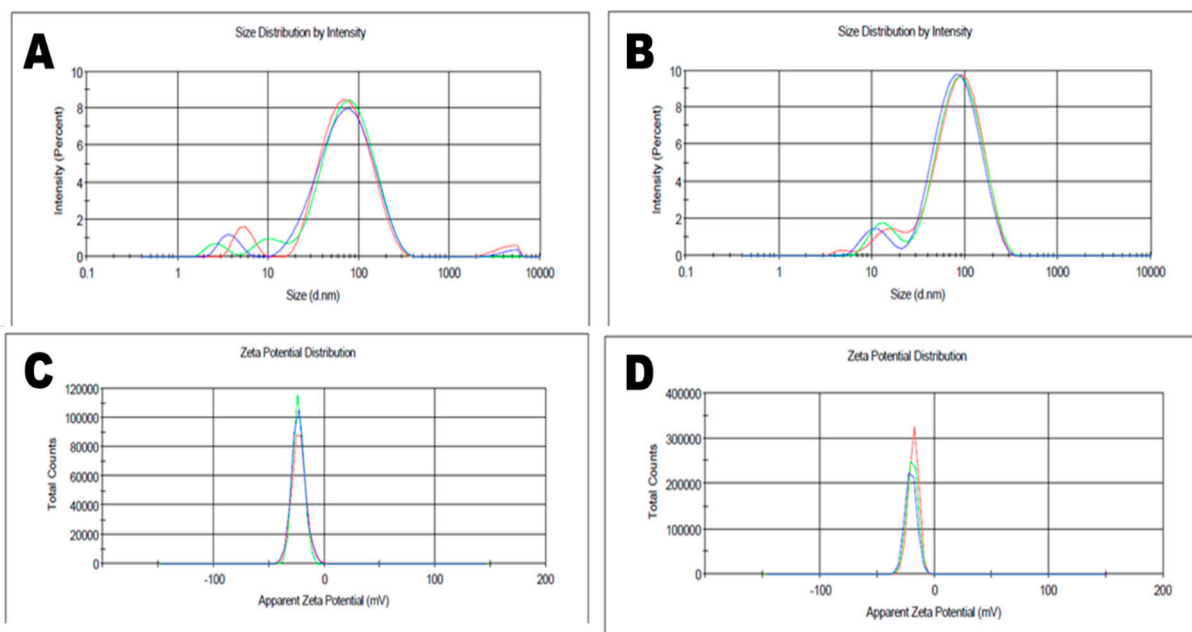 A
Size Distribution by Intensity
Intensity (Percent)
10
8
6
4
2
0
0.1 1 10 100 1000 10000
Size (d.nm)
B
Size Distribution by Intensity
Intensity (Percent)
10
8
6
4
2
0
0.1 1 10 100 1000 10000
Size (d.nm)
C
Zeta Potential Distribution
Total Counts
120000
100000
80000
60000
40000
20000
0
-100 0 100 200
Apparent Zeta Potential (mV)
D
Zeta Potential Distribution
Total Counts
400000
300000
200000
100000
0
-100 0 100 200
Apparent Zeta Potential (mV)